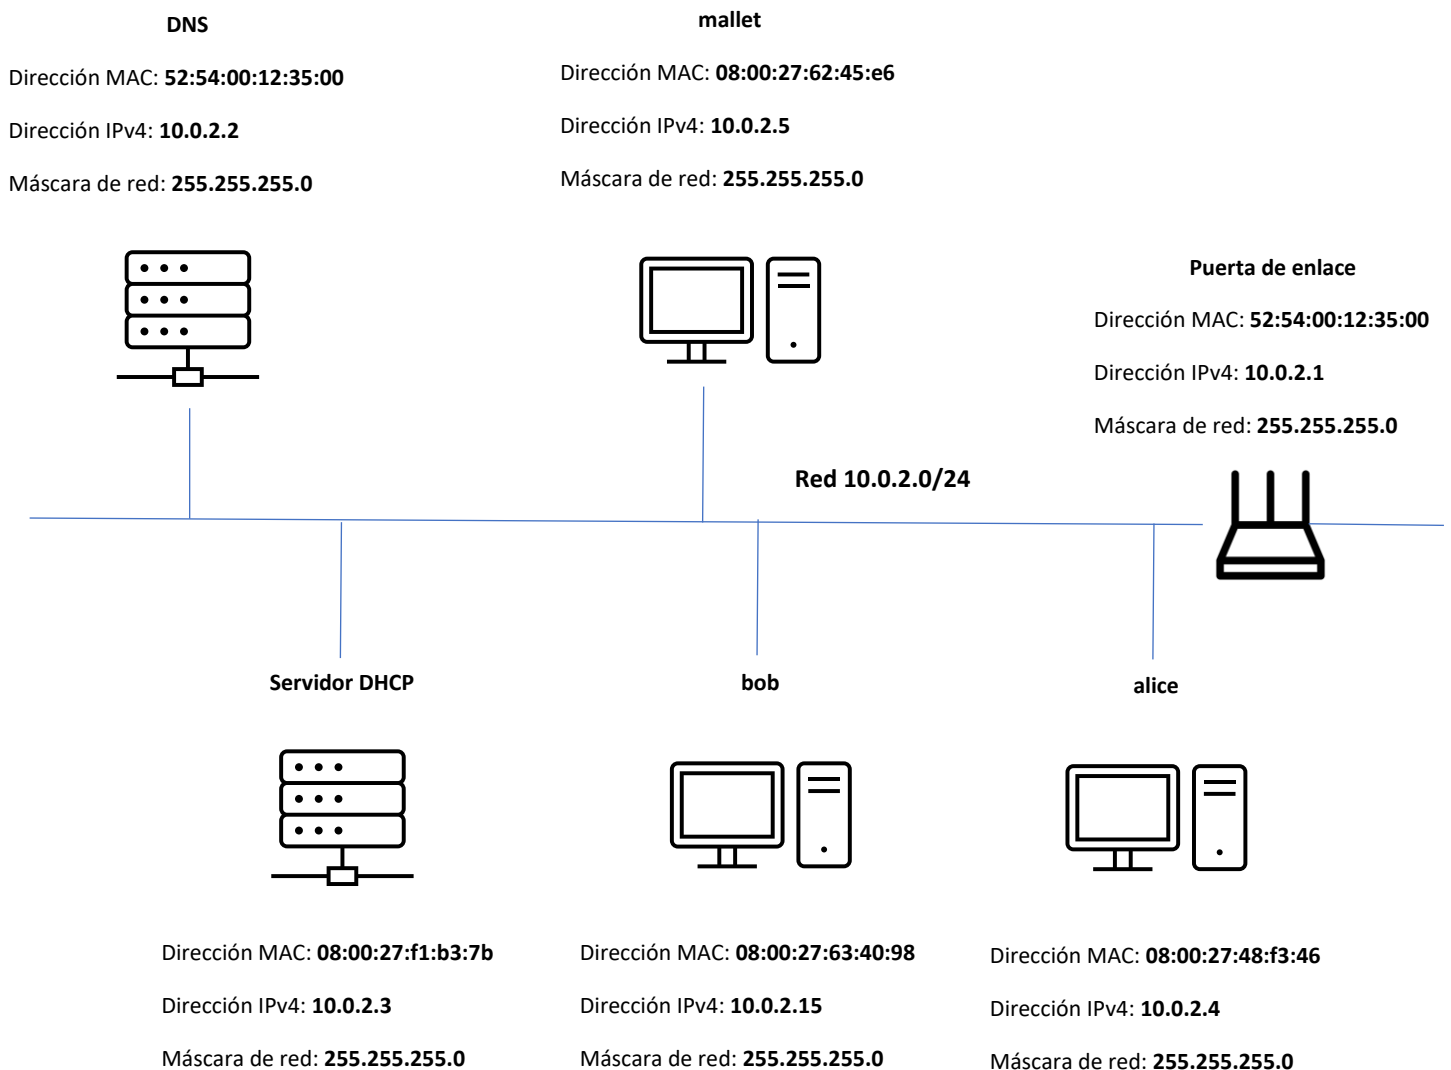 DNS
Dirección MAC: 52:54:00:12:35:00
Dirección IPv4: 10.0.2.2
Máscara de red: 255.255.255.0
mallet
Dirección MAC: 08:00:27:62:45:e6
Dirección IPv4: 10.0.2.5
Máscara de red: 255.255.255.0
Puerta de enlace
Dirección MAC: 52:54:00:12:35:00
Dirección IPv4: 10.0.2.1
Máscara de red: 255.255.255.0
Red 10.0.2.0/24
Servidor DHCP
Dirección MAC: 08:00:27:f1:b3:7b
Dirección IPv4: 10.0.2.3
Máscara de red: 255.255.255.0
bob
Dirección MAC: 08:00:27:63:40:98
Dirección IPv4: 10.0.2.15
Máscara de red: 255.255.255.0
alice
Dirección MAC: 08:00:27:48:f3:46
Dirección IPv4: 10.0.2.4
Máscara de red: 255.255.255.0